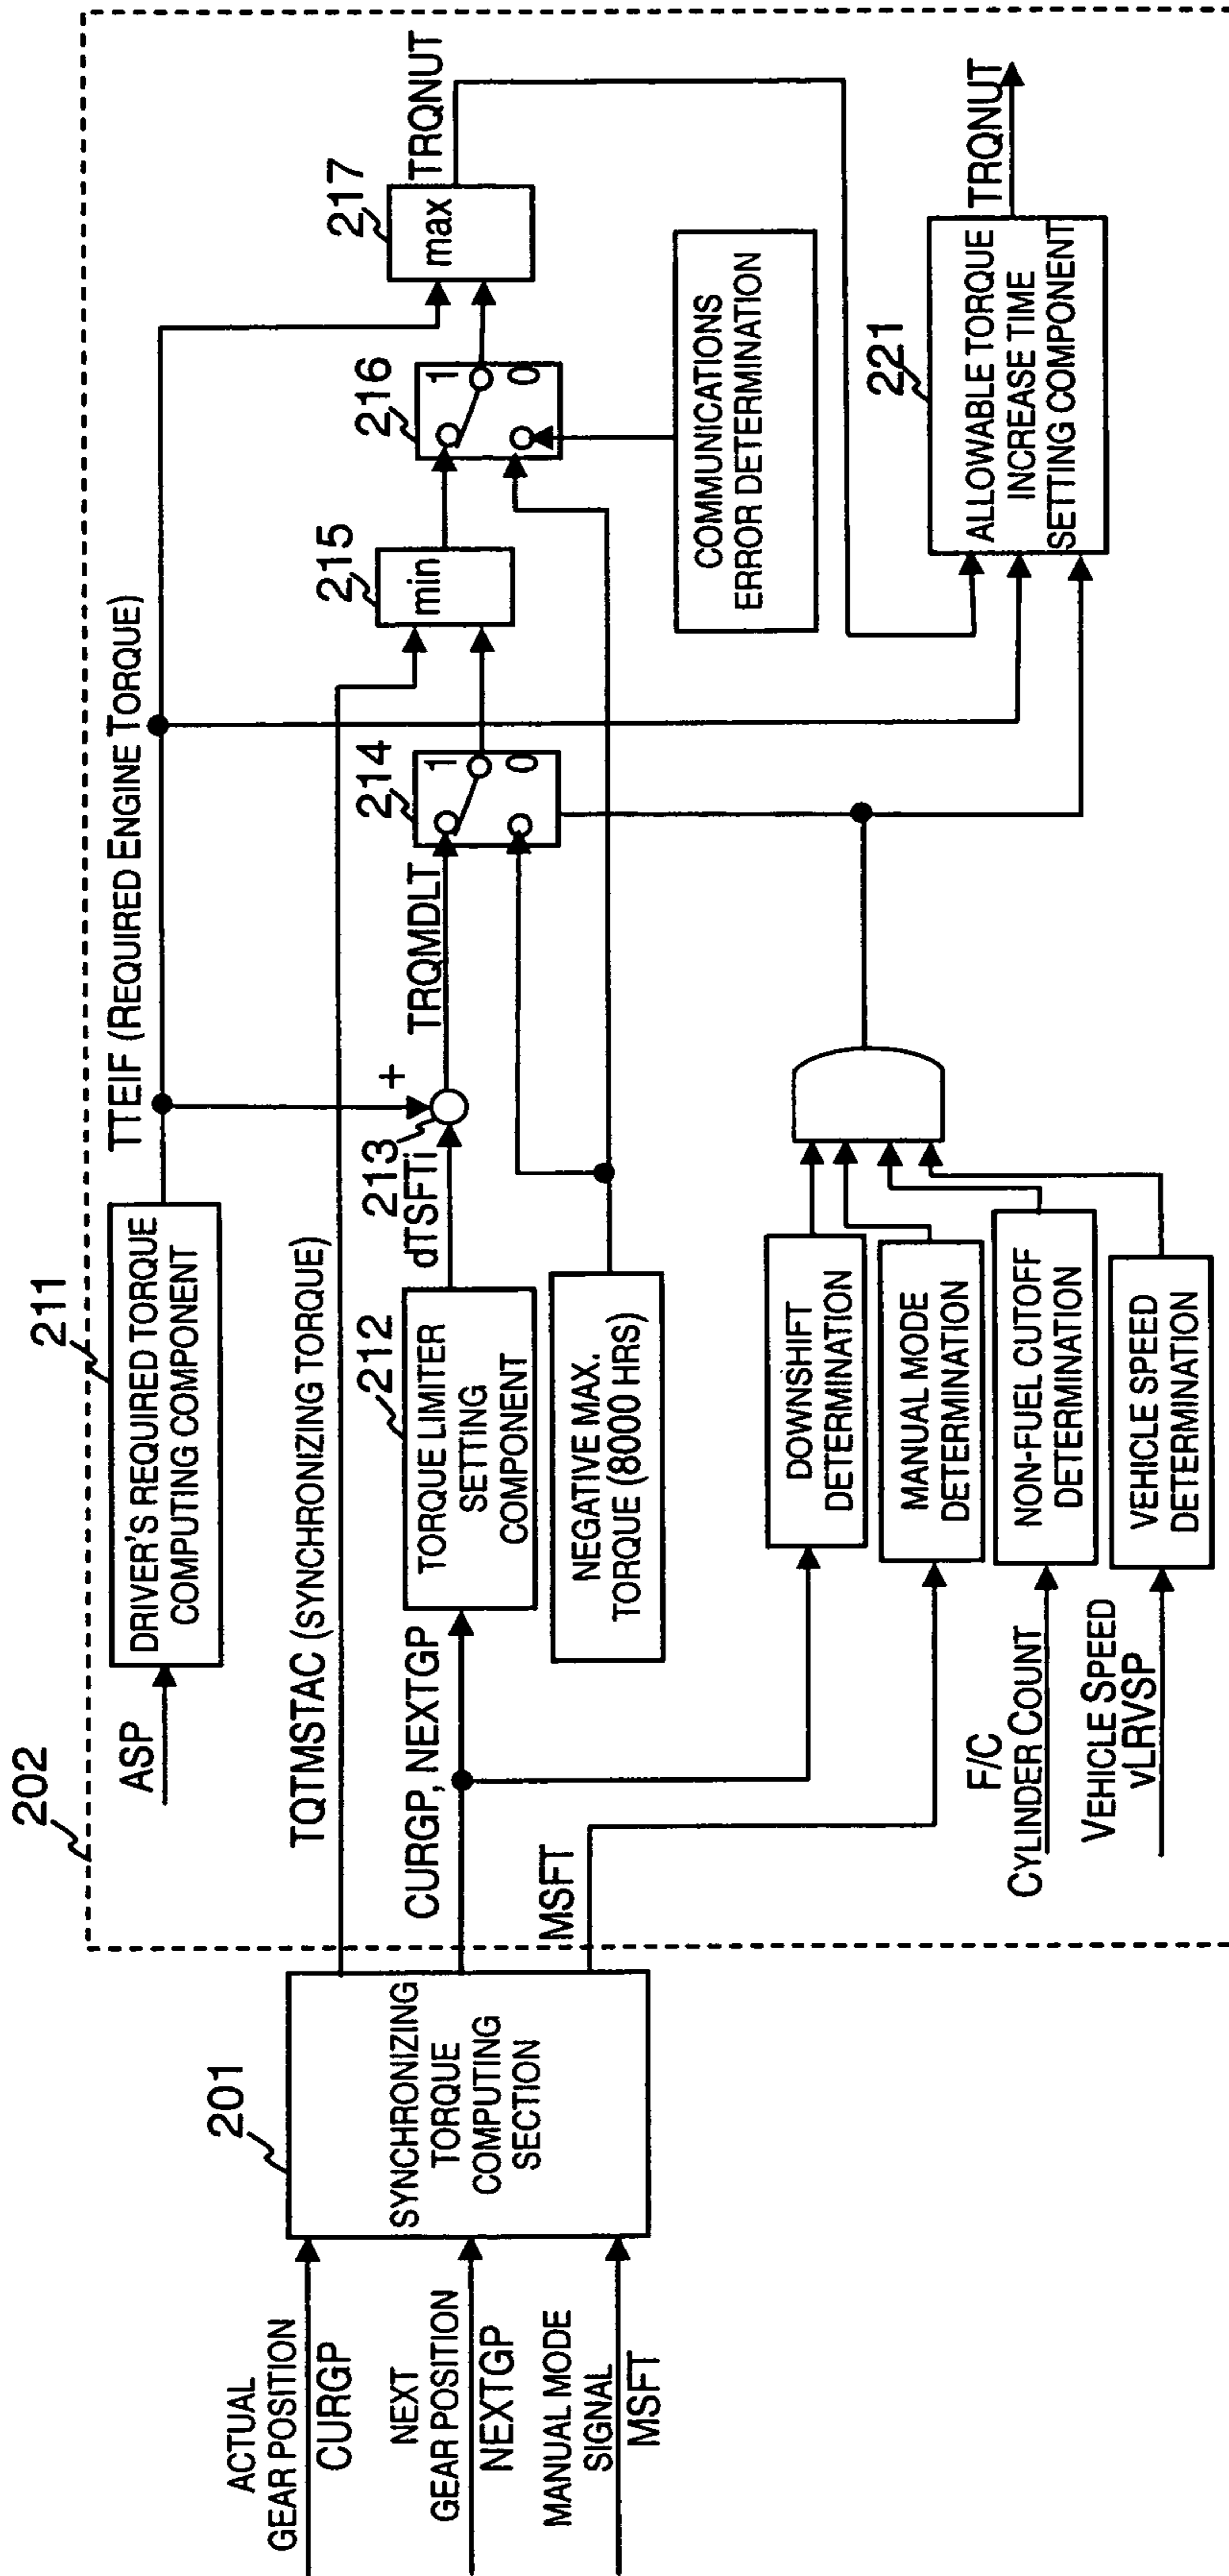 202
211
DRIVER'S REQUIRED TORQUE
COMPUTING COMPONENT
ASP
TTEIF (REQUIRED ENGINE TORQUE)
TQTMSTAC (SYNCHRONIZING TORQUE)
201
SYNCHRONIZING
TORQUE
COMPUTING
SECTION
ACTUAL
GEAR POSITION
CURGP
NEXT
GEAR POSITION
NEXTGP
MANUAL MODE
SIGNAL
MSFT
CURGP, NEXTGP
MSFT
212
TORQUE LIMITER
SETTING
COMPONENT
213
dTSFTi
+
TRQMDLT
NEGATIVE MAX.
TORQUE (8000 HRS)
214
1
0
215
min
216
1
0
217
max
TRQNUT
COMMUNICATIONS
ERROR DETERMINATION
221
ALLOWABLE TORQUE
INCREASE TIME
SETTING COMPONENT
TRQNUT
DOWNSHIFT
DETERMINATION
MANUAL MODE
DETERMINATION
F/C
CYLINDER COUNT
NON-FUEL CUTOFF
DETERMINATION
VEHICLE SPEED
vLRVSP
VEHICLE SPEED
DETERMINATION